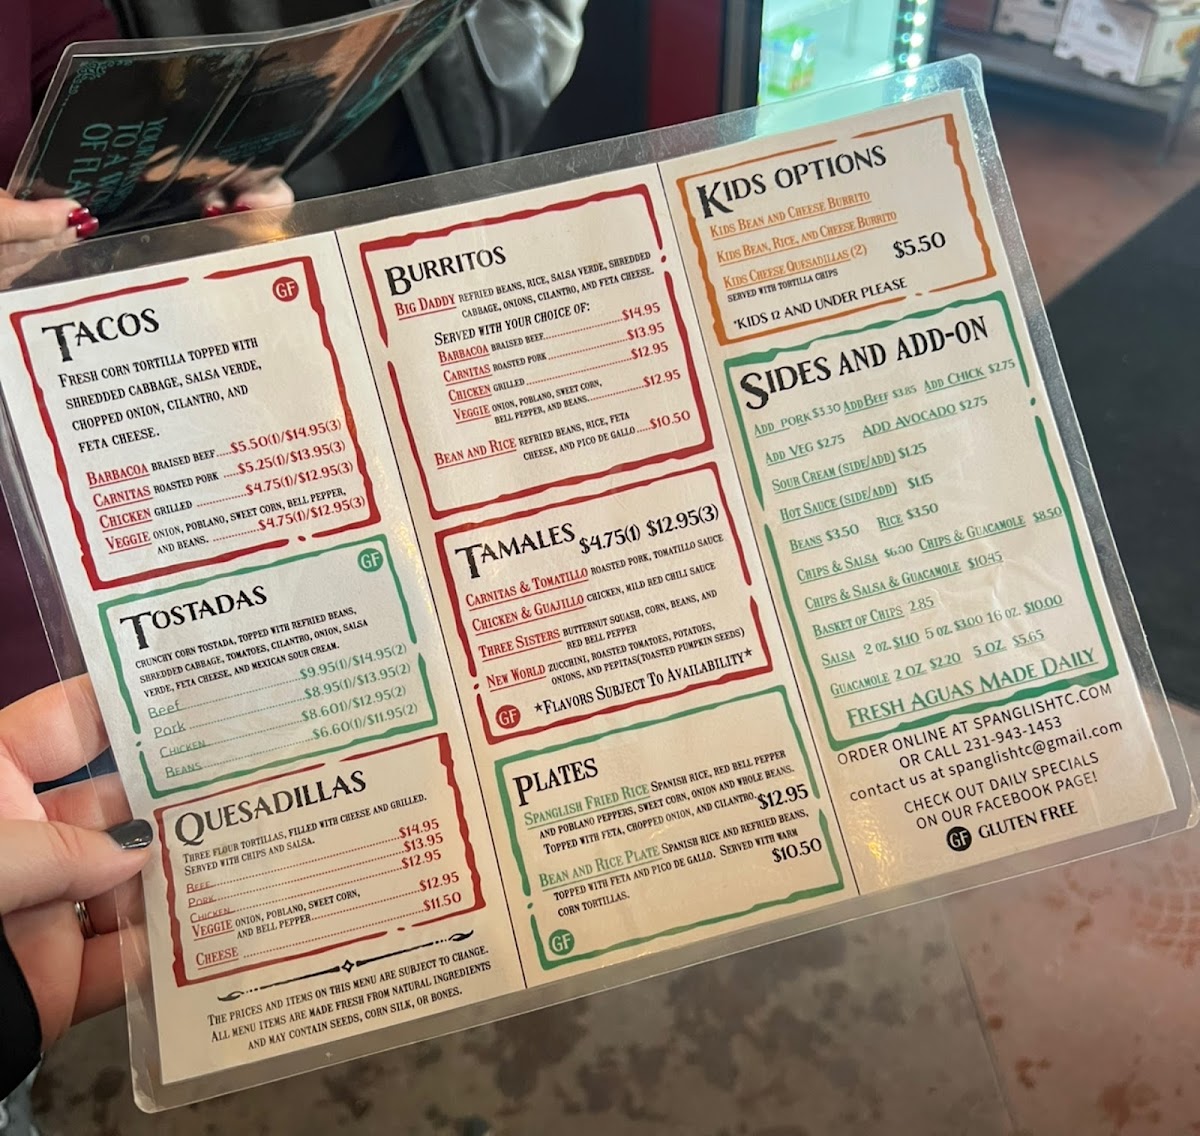 YOUR
TO A W
OF FLA
GF
TACOS
FRESH CORN TORTILLA TOPPED WITH
SHREDDED CABBAGE, SALSA VERDE,
CHOPPED ONION, CILANTRO, AND
FETA CHEESE.
BARBACOA BRAISED BEEF....$5.50(1)/$14.95(3)
CARNITAS ROASTED PORK ....$5.25(1)/$13.95(3)
CHICKEN GRILLED ............$4.75(1)/$12.95(3)
VEGGIE ONION, POBLANO, SWEET CORN, BELL PEPPER,
AND BEANS. ............$4.75(1)/$12.95(3)
GF
TOSTADAS
CRUNCHY CORN TOSTADA, TOPPED WITH REFRIED BEANS,
SHREDDED CABBAGE, TOMATOES, CILANTRO, ONION, SALSA
VERDE, FETA CHEESE, AND MEXICAN SOUR CREAM.
BEEF............$9.95(1)/$14.95(2)
PORK............$8.95(1)/$13.95(2)
CHICKEN............$8.60(1)/$12.95(2)
BEANS............$6.60(1)/$11.95(2)
QUESADILLAS
THREE FLOUR TORTILLAS, FILLED WITH CHEESE AND GRILLED.
SERVED WITH CHIPS AND SALSA.
BEEF............$14.95
PORK............$13.95
CHICKEN............$12.95
VEGGIE ONION, POBLANO, SWEET CORN,
AND BELL PEPPER............$12.95
CHEESE ............$11.50
THE PRICES AND ITEMS ON THIS MENU ARE SUBJECT TO CHANGE.
ALL MENU ITEMS ARE MADE FRESH FROM NATURAL INGREDIENTS
AND MAY CONTAIN SEEDS, CORN SILK, OR BONES.
BURRITOS
BIG DADDY REFRIED BEANS, RICE, SALSA VERDE, SHREDDED
CABBAGE, ONIONS, CILANTRO, AND FETA CHEESE.
SERVED WITH YOUR CHOICE OF:
BARBACOA BRAISED BEEF............$14.95
CARNITAS ROASTED PORK............$13.95
CHICKEN GRILLED............$12.95
VEGGIE ONION, POBLANO, SWEET CORN,
BELL PEPPER, AND BEANS............$12.95
BEAN AND RICE REFRIED BEANS, RICE, FETA
CHEESE, AND PICO DE GALLO.....$10.50
TAMALES $4.75(1) $12.95(3)
CARNITAS & TOMATILLO ROASTED PORK, TOMATILLO SAUCE
CHICKEN & GUAJILLO CHICKEN, MILD RED CHILI SAUCE
THREE SISTERS BUTTERNUT SQUASH, CORN, BEANS, AND
RED BELL PEPPER
NEW WORLD ZUCCHINI, ROASTED TOMATOES, POTATOES,
ONIONS, AND PEPITAS(TOASTED PUMPKIN SEEDS)
GF *FLAVORS SUBJECT TO AVAILABILITY*
PLATES
SPANGLISH FRIED RICE SPANISH RICE, RED BELL PEPPER
AND POBLANO PEPPERS, SWEET CORN, ONION AND WHOLE BEANS.
TOPPED WITH FETA, CHOPPED ONION, AND CILANTRO. $12.95
BEAN AND RICE PLATE SPANISH RICE AND REFRIED BEANS,
TOPPED WITH FETA AND PICO DE GALLO. SERVED WITH WARM
CORN TORTILLAS. $10.50
GF
KIDS OPTIONS
KIDS BEAN AND CHEESE BURRITO
KIDS BEAN, RICE, AND CHEESE BURRITO
KIDS CHEESE QUESADILLAS (2) $5.50
SERVED WITH TORTILLA CHIPS
*KIDS 12 AND UNDER PLEASE
SIDES AND ADD-ON
ADD PORK $3.30 ADD BEEF $3.85 ADD CHICK $2.75
ADD VEG $2.75 ADD AVOCADO $2.75
SOUR CREAM (SIDE/ADD) $1.25
HOT SAUCE (SIDE/ADD) $1.15
BEANS $3.50 RICE $3.50
CHIPS & SALSA $6.00 CHIPS & GUACAMOLE $8.50
CHIPS & SALSA & GUACAMOLE $10.45
BASKET OF CHIPS 2.85
SALSA 2 OZ. $1.10 5 OZ. $3.00 16 OZ. $10.00
GUACAMOLE 2 OZ. $2.20 5 OZ. $5.65
FRESH AGUAS MADE DAILY
ORDER ONLINE AT SPANGLISHTC.COM
OR CALL 231-943-1453
contact us at spanglishtc@gmail.com
CHECK OUT DAILY SPECIALS
ON OUR FACEBOOK PAGE!
GF GLUTEN FREE